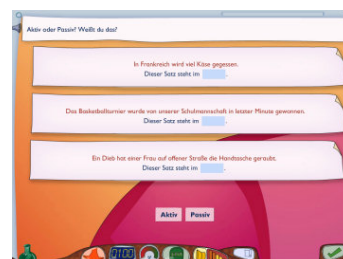 Aktiv oder Passiv? Weißt du das?
In Frankreich wird viel Käse gegessen.
Dieser Satz steht im .
Das Basketballturnier wurde von unserer Schulmannschaft in letzter Minute gewonnen.
Dieser Satz steht im .
Ein Dieb hat einer Frau auf offener Straße die Handtasche geraubt.
Dieser Satz steht im .
Aktiv Passiv
0100